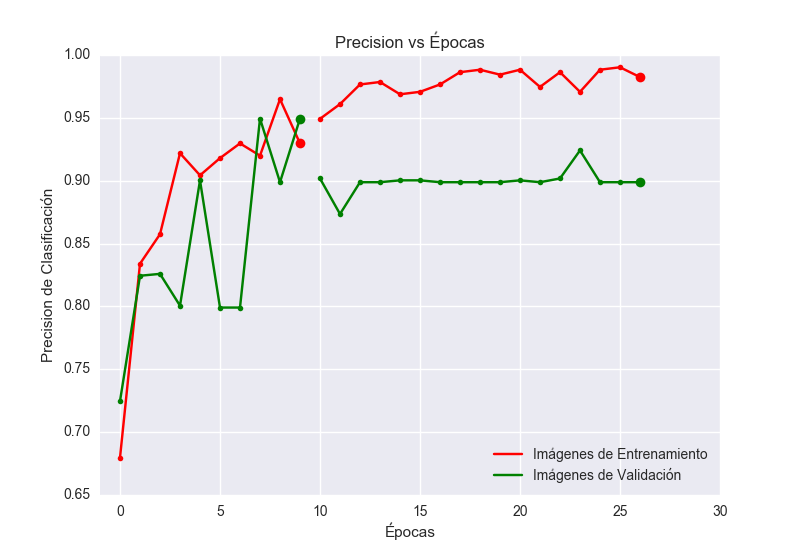 Precision vs Épocas
1.00
0.95
0.90
0.85
0.80
0.75
0.70
0.65
Precision de Clasificación
Imágenes de Entrenamiento
Imágenes de Validación
0 5 10 15 20 25 30
Épocas